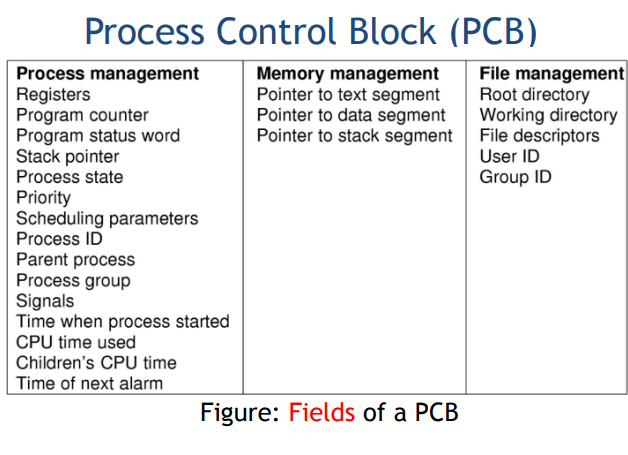 Process Control Block (PCB)
Process management
Registers
Program counter
Program status word
Stack pointer
Process state
Priority
Scheduling parameters
Process ID
Parent process
Process group
Signals
Time when process started
CPU time used
Children's CPU time
Time of next alarm
Memory management
Pointer to text segment
Pointer to data segment
Pointer to stack segment
File management
Root directory
Working directory
File descriptors
User ID
Group ID
Figure: Fields of a PCB